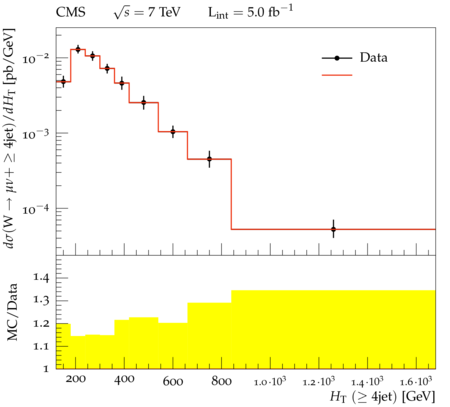 CMS √s = 7 TeV L_int = 5.0 fb⁻¹
dσ(W → μν+ ≥ 4jet)/dH_T [pb/GeV]
10⁻²
10⁻³
10⁻⁴
Data
MC/Data
1.4
1.3
1.2
1.1
1
200 400 600 800 1.0·10³ 1.2·10³ 1.4·10³ 1.6·10³
H_T (≥ 4jet) [GeV]